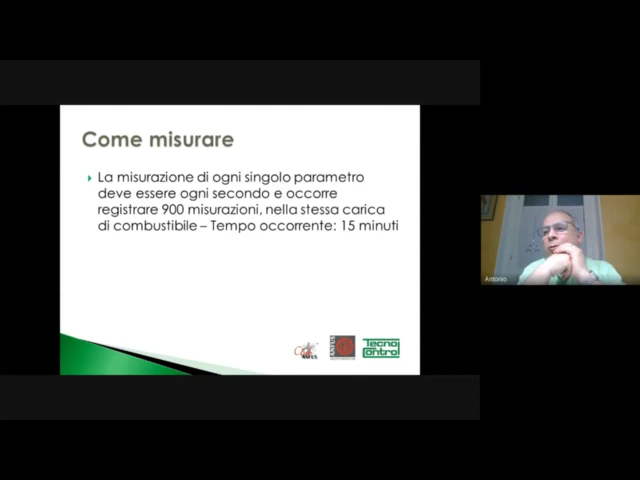 Come misurare
La misurazione di ogni singolo parametro
deve essere ogni secondo e occorre
registrare 900 misurazioni, nella stessa carica
di combustibile – Tempo occorrente: 15 minuti
ANFUS
Tecno
Control
Antonio